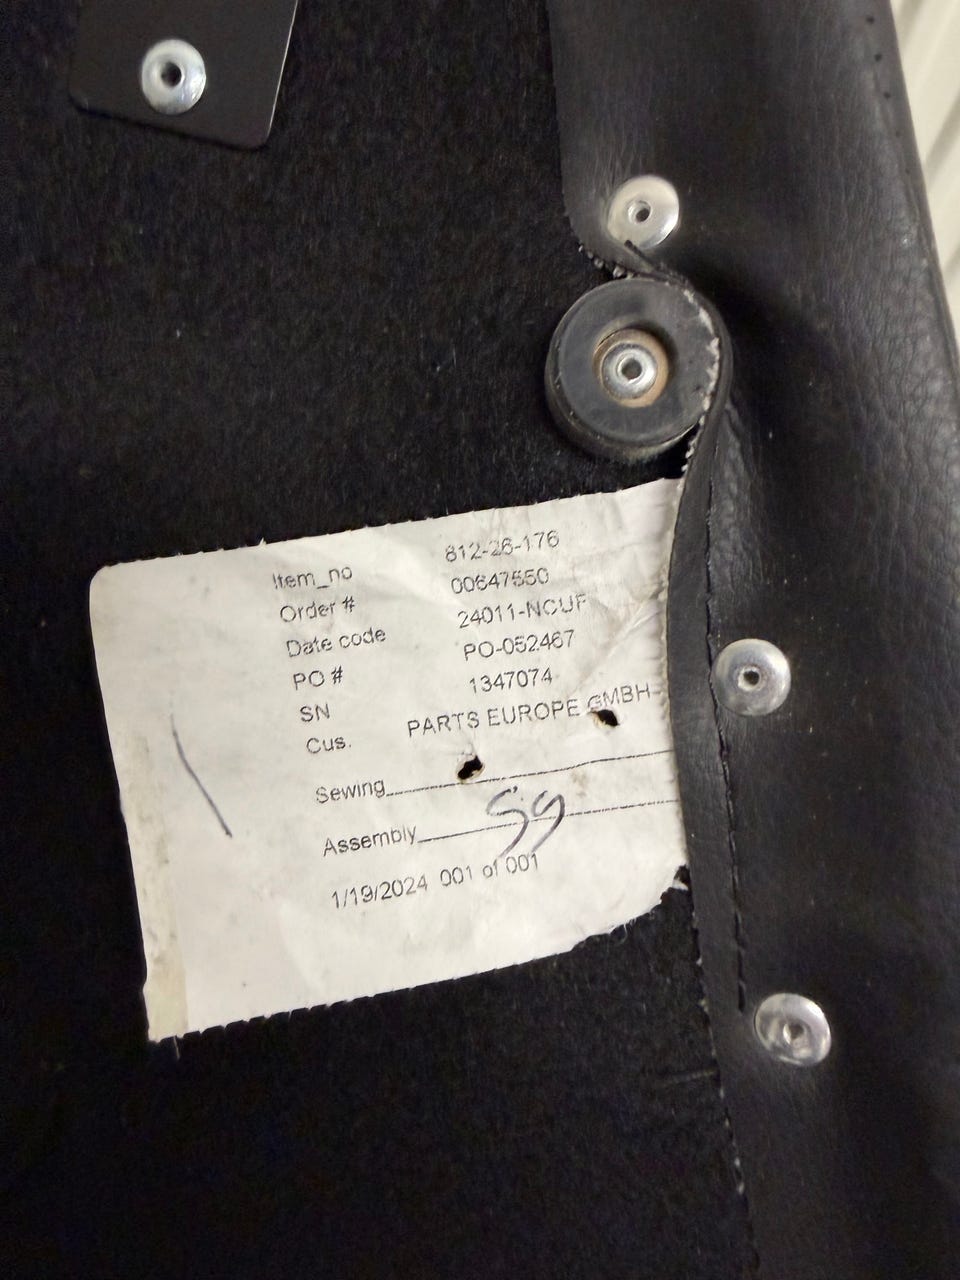 Item_no 812-26-176
Order # 00647550
Date code 24011-NCUF
PO # PO-052467
SN 1347074
Cus. PARTS EUROPE GMBH
Sewing
Assembly Sg
1/19/2024 001 of 001